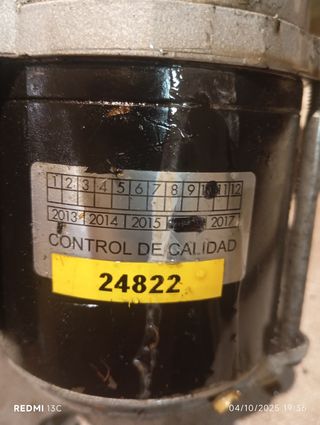 1 2 3 4 5 6 7 8 9 11 12
2013 2014 2015 2017
CONTROL DE CALIDAD
24822
REDMI 13C
04/10/2025 19:36